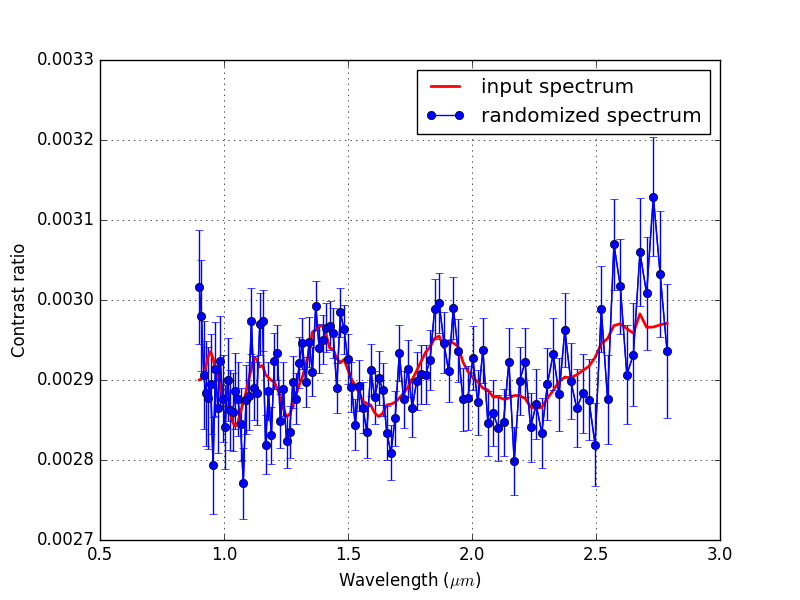 0.0033
0.0032
0.0031
0.0030
0.0029
0.0028
0.0027
Contrast ratio
input spectrum
randomized spectrum
0.5 1.0 1.5 2.0 2.5 3.0
Wavelength (μm)